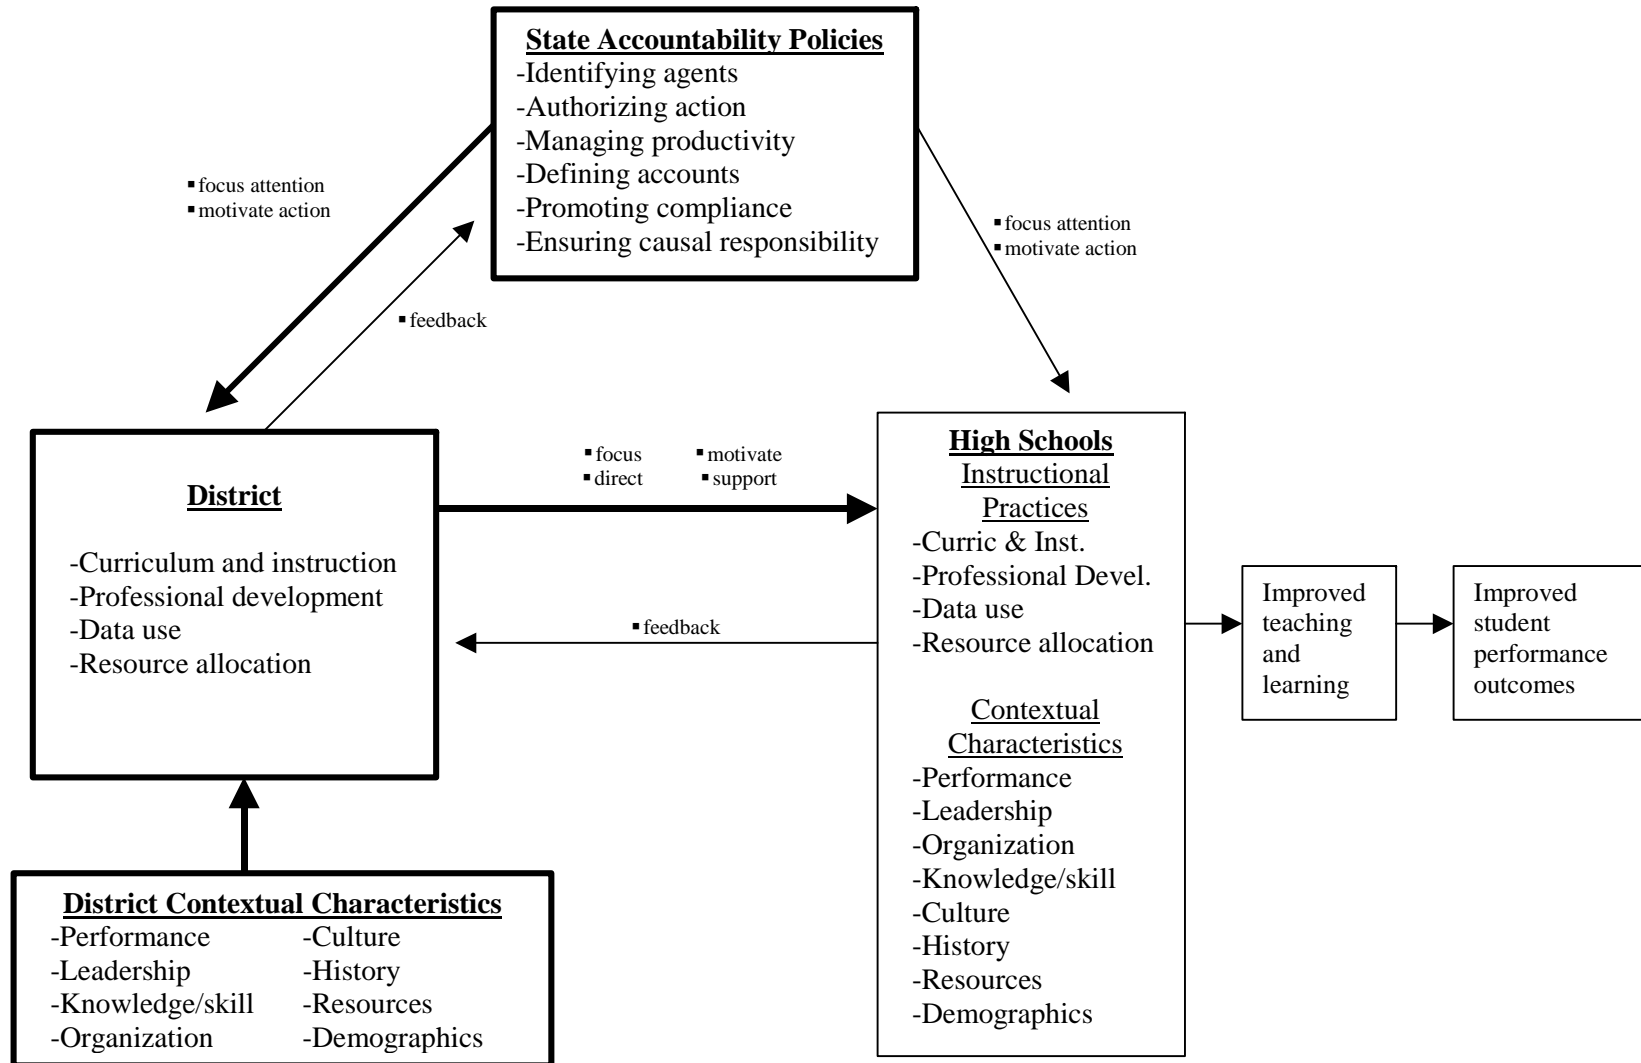 State Accountability Policies
-Identifying agents
-Authorizing action
-Managing productivity
-Defining accounts
-Promoting compliance
-Ensuring causal responsibility
▪ focus attention
▪ motivate action
▪ focus attention
▪ motivate action
▪ feedback
District
-Curriculum and instruction
-Professional development
-Data use
-Resource allocation
▪ focus ▪ motivate
▪ direct ▪ support
▪ feedback
High Schools
Instructional
Practices
-Curric & Inst.
-Professional Devel.
-Data use
-Resource allocation
Contextual
Characteristics
-Performance
-Leadership
-Organization
-Knowledge/skill
-Culture
-History
-Resources
-Demographics
Improved
teaching
and
learning
Improved
student
performance
outcomes
District Contextual Characteristics
-Performance -Culture
-Leadership -History
-Knowledge/skill -Resources
-Organization -Demographics